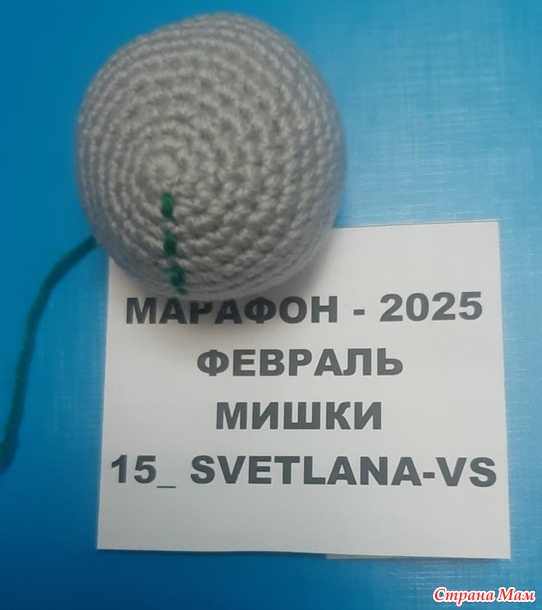 МАРАФОН - 2025
ФЕВРАЛЬ
МИШКИ
15_ SVETLANA-VS
Страна Мам